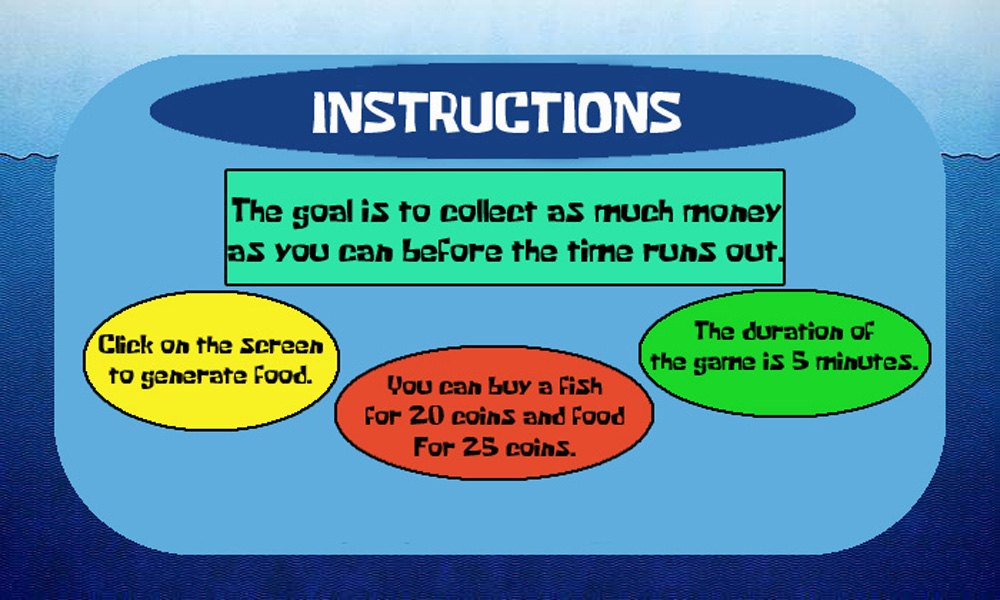 INSTRUCTIONS
The goal is to collect as much money
as you can before the time runs out.
Click on the screen
to generate food.
You can buy a fish
for 20 coins and food
For 25 coins.
The duration of
the game is 5 minutes.